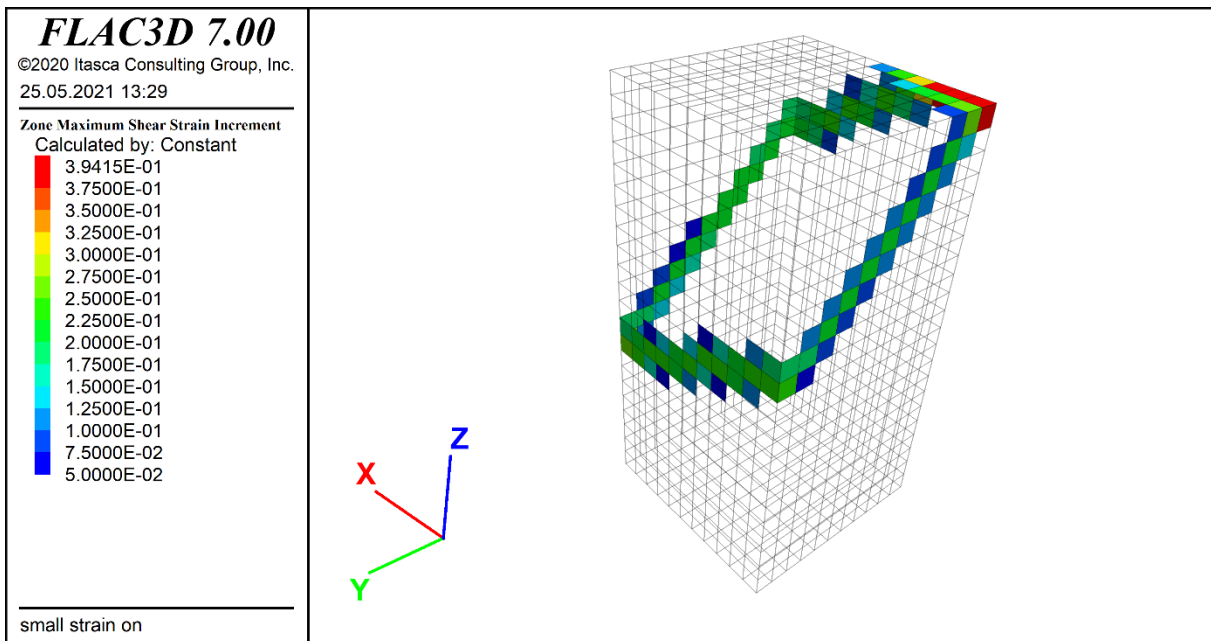 FLAC3D 7.00
©2020 Itasca Consulting Group, Inc.
25.05.2021 13:29
Zone Maximum Shear Strain Increment
Calculated by: Constant
3.9415E-01
3.7500E-01
3.5000E-01
3.2500E-01
3.0000E-01
2.7500E-01
2.5000E-01
2.2500E-01
2.0000E-01
1.7500E-01
1.5000E-01
1.2500E-01
1.0000E-01
7.5000E-02
5.0000E-02
small strain on
Z
X
Y